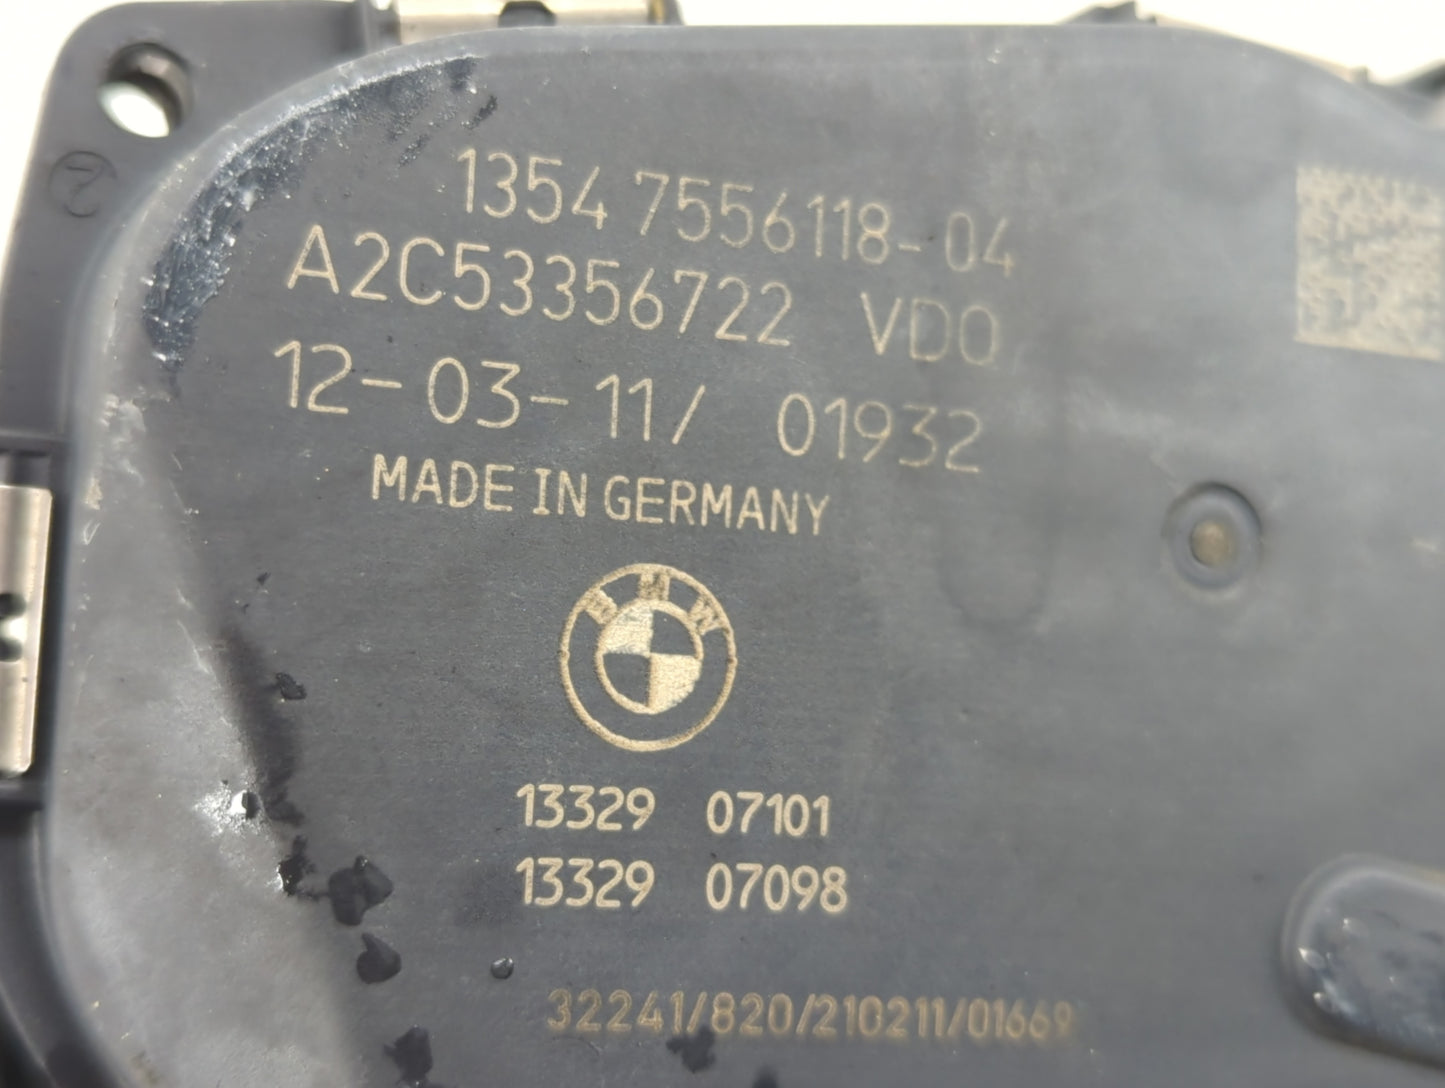 1354 7556118-04
A2C53356722 VDO
12-03-11/ 01932
MADE IN GERMANY
BMW
13329 07101
13329 07098
32241/820/210211/01669
2